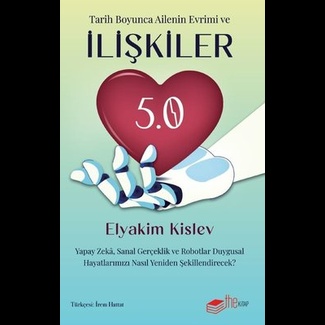 Tarih Boyunca Ailenin Evrimi ve
İLİŞKİLER
5.0
Elyakim Kislev
Yapay Zekâ, Sanal Gerçeklik ve Robotlar Duygusal
Hayatlarımızı Nasıl Yeniden Şekillendirecek?
Türkçesi: İrem Hattat
the KİTAP